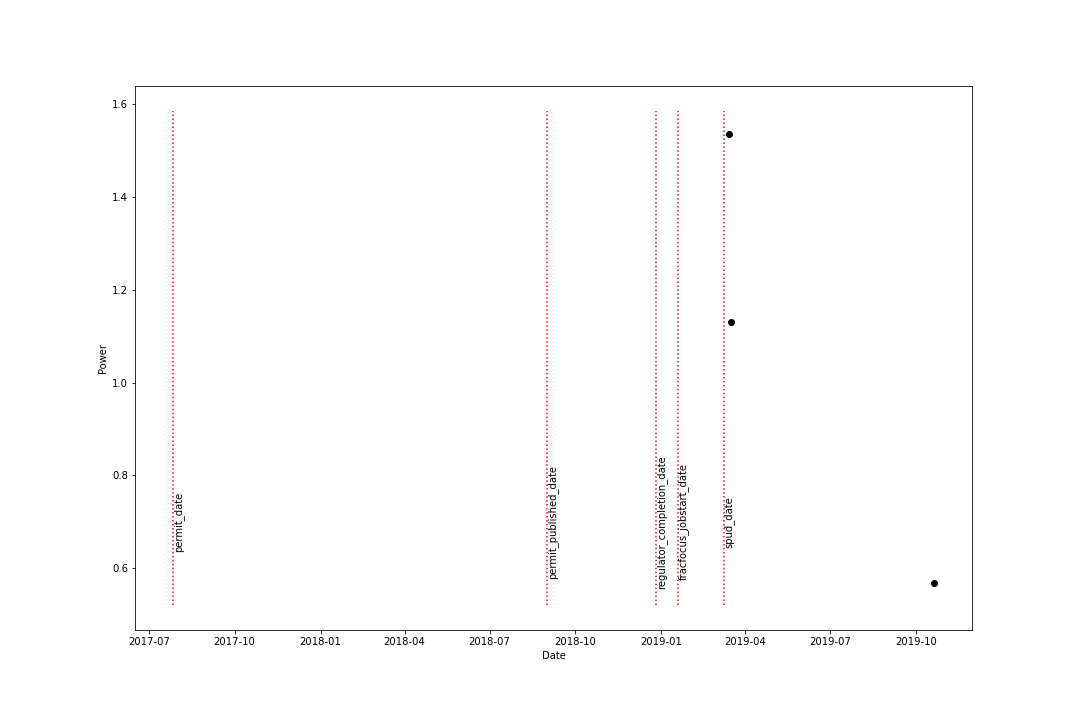 1.6
1.4
1.2
1.0
0.8
0.6
Power
permit_date
permit_published_date
regulator_completion_date
fracfocus_jobstart_date
spud_date
2017-07
2017-10
2018-01
2018-04
2018-07
2018-10
2019-01
2019-04
2019-07
2019-10
Date